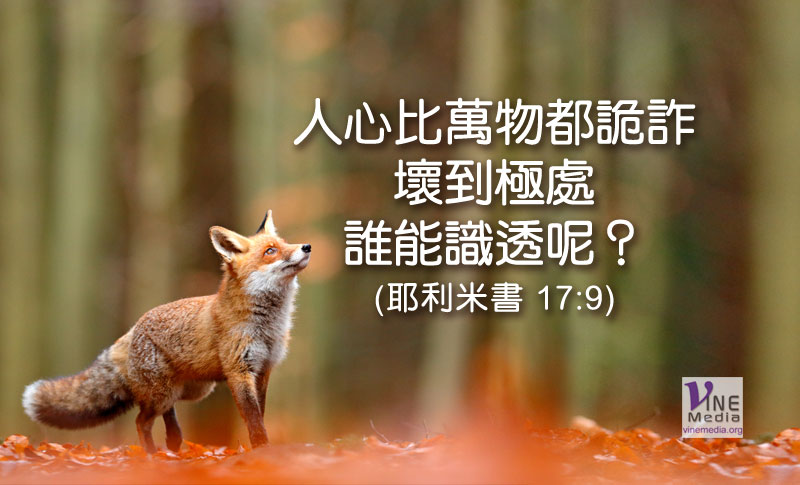 人心比萬物都詭詐
壞到極處
誰能識透呢？
(耶利米書 17:9)
VINE
Media
vinemedia.org